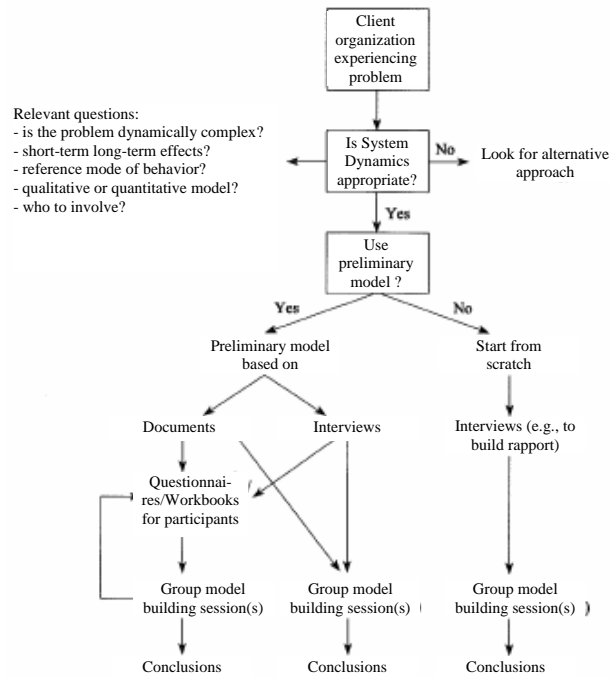 Client
organization
experiencing
problem
Relevant questions:
- is the problem dynamically complex?
- short-term long-term effects?
- reference mode of behavior?
- qualitative or quantitative model?
- who to involve?
Is System
Dynamics
appropriate?
No
Look for alternative
approach
Yes
Use
preliminary
model ?
Yes
No
Preliminary model
based on
Start from
scratch
Documents
Interviews
Interviews (e.g., to
build rapport)
Questionnai-
res/Workbooks
for participants
Group model
building session(s)
Group model
building session(s)
Group model
building session(s)
Conclusions
Conclusions
Conclusions